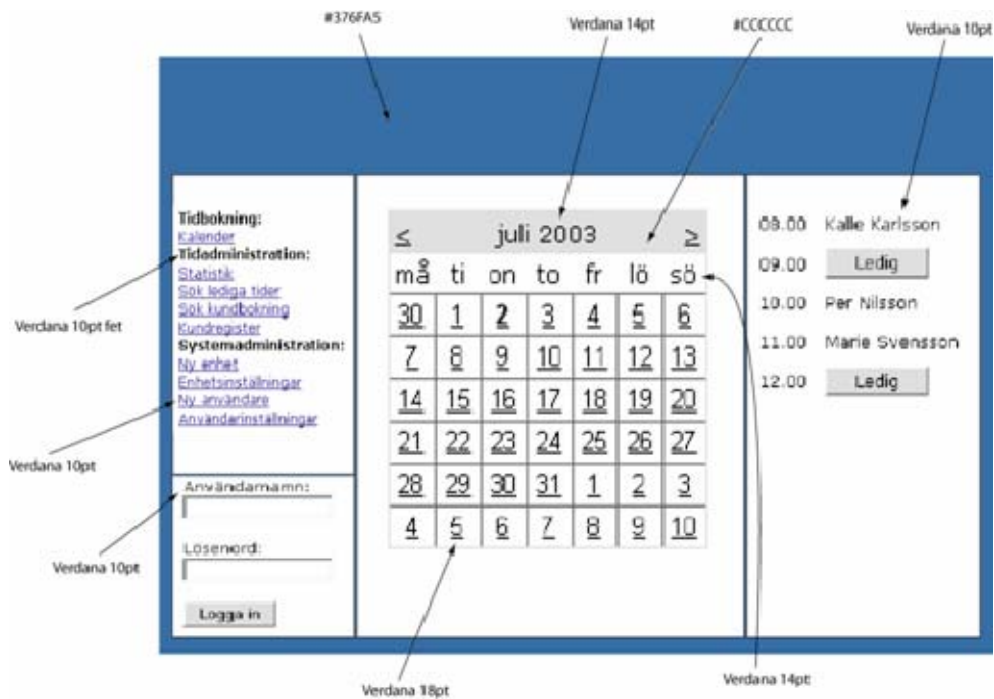 #376FA5
Verdana 14pt
#CCCCCC
Verdana 10pt
Tidbokning:
Kalender
Tidadministration:
Statistik
Sök lediga tider
Sök kundbokning
Kundregister
Systemadministration:
Ny enhet
Enhetsinställningar
Ny användare
Användarinställningar
Verdana 10pt fet
Verdana 10pt
Användarnamn:
Lösenord:
Logga in
Verdana 10pt
< juli 2003 >
må ti on to fr lö sö
30 1 2 3 4 5 6
7 8 9 10 11 12 13
14 15 16 17 18 19 20
21 22 23 24 25 26 27
28 29 30 31 1 2 3
4 5 6 7 8 9 10
08.00 Kalle Karlsson
09.00 Ledig
10.00 Per Nilsson
11.00 Marie Svensson
12.00 Ledig
Verdana 18pt
Verdana 14pt